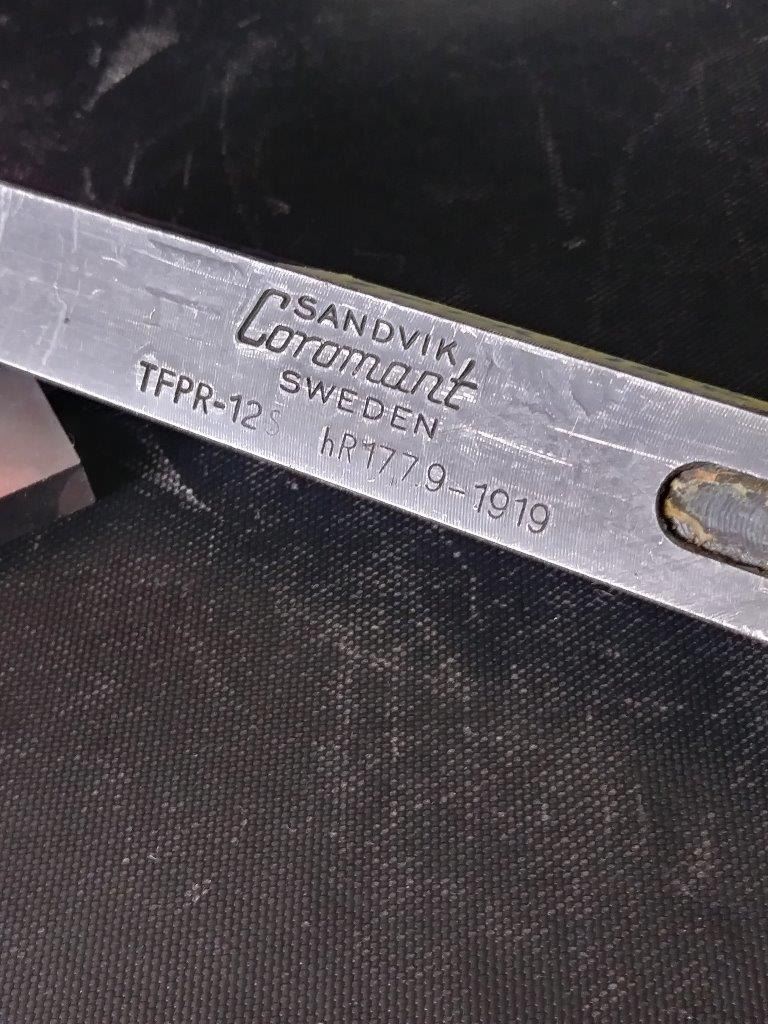 SANDVIK
Coromant
SWEDEN
TFPR-12S hR177.9-1919